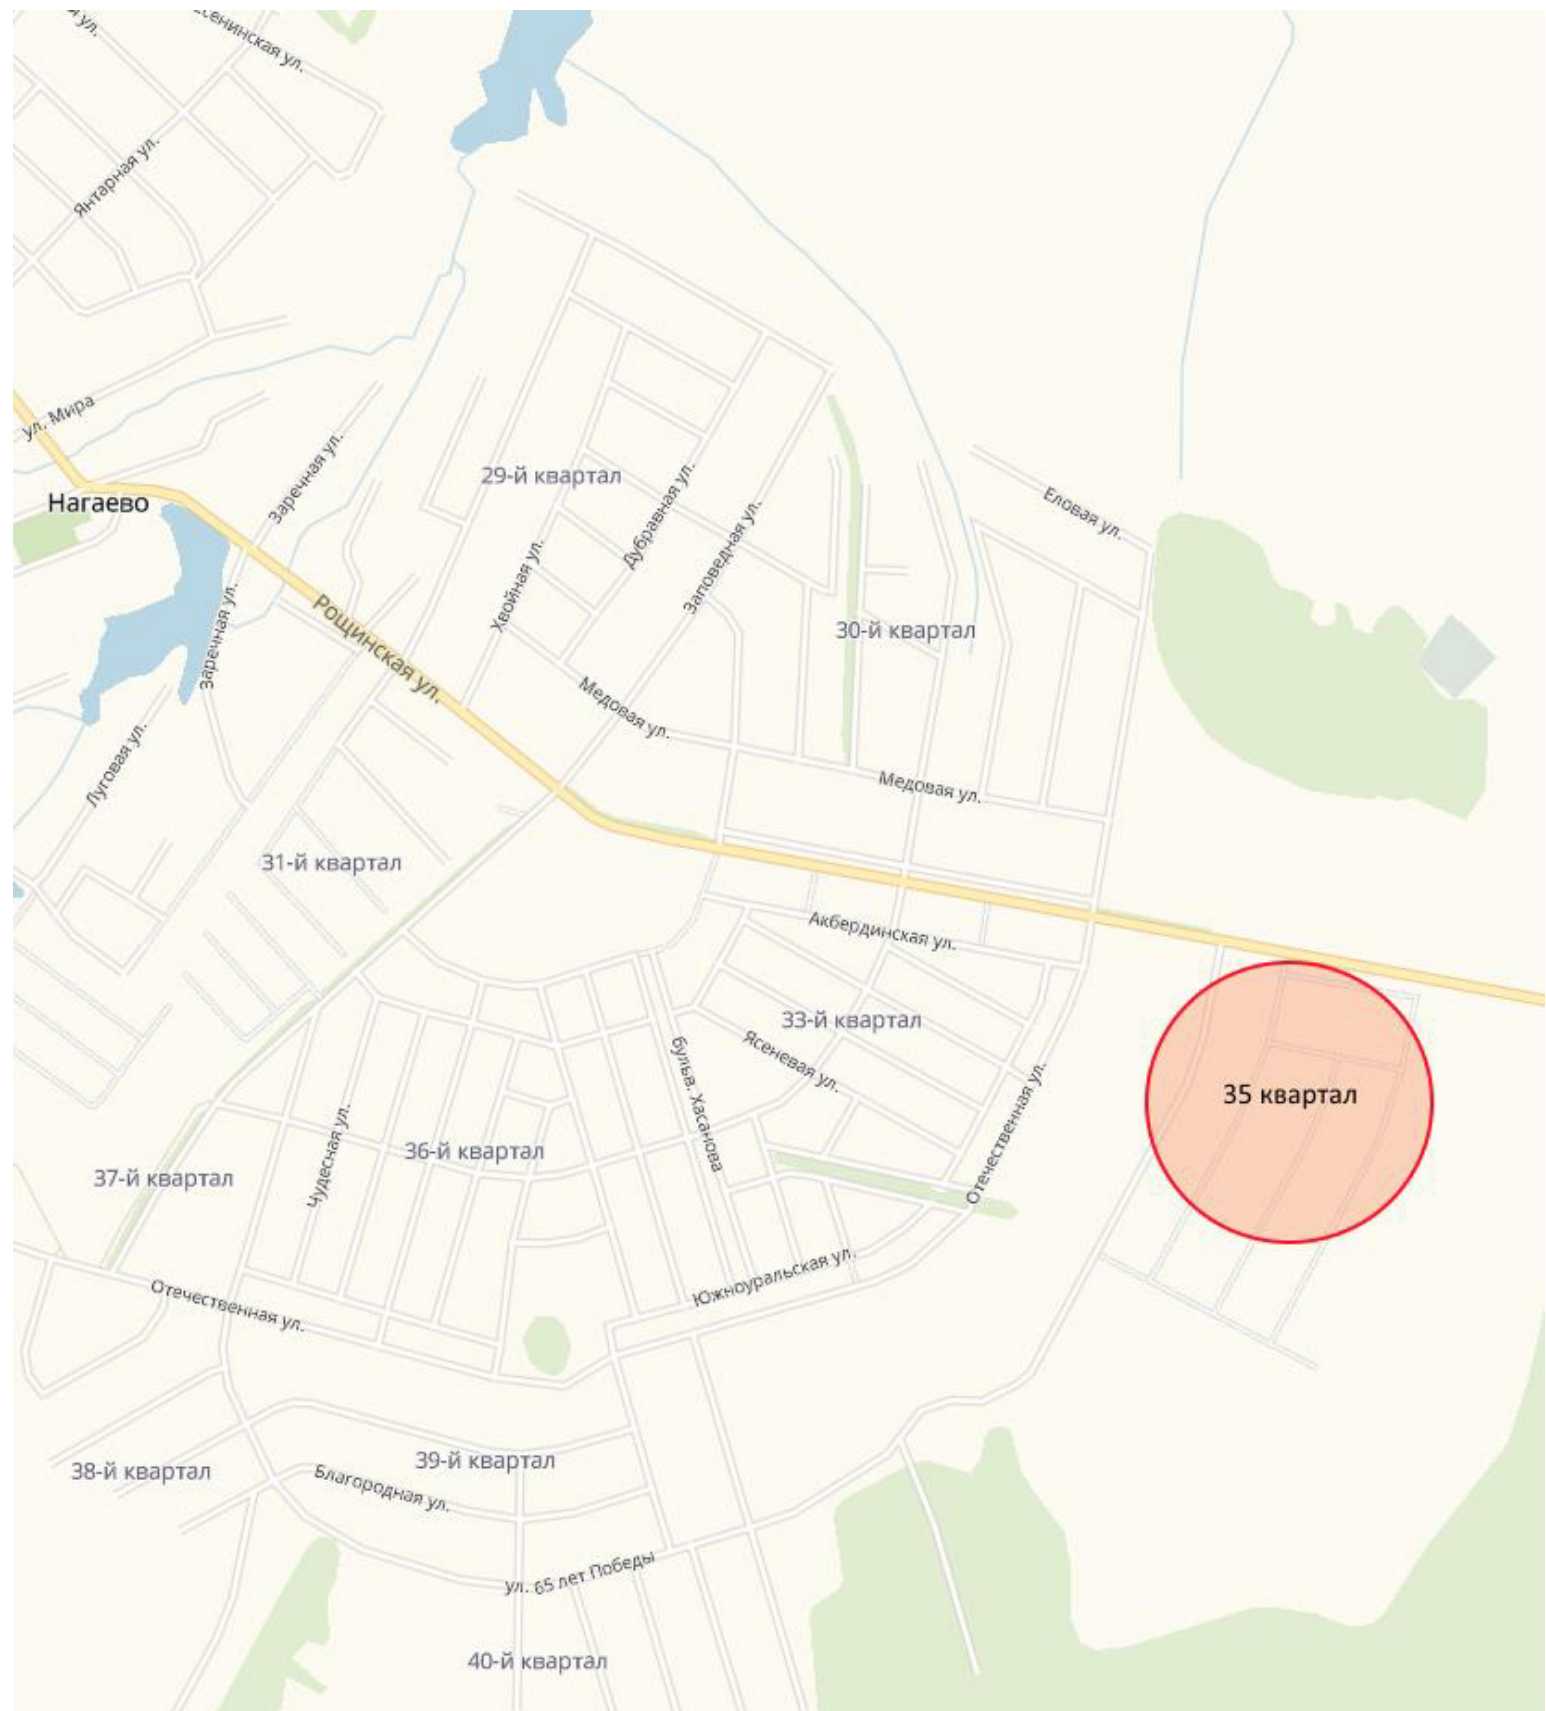 ул.
сенинская ул.
Янтарная ул.
ул. Мира
Заречная ул.
29-й квартал
Нагаево
Дубравная ул.
Еловая ул.
Хвойная ул.
Заповедная ул.
Рощинская ул.
Заречная ул.
30-й квартал
Медовая ул.
Луговая ул.
Медовая ул.
31-й квартал
Акбердинская ул.
33-й квартал
Ясеневая ул.
бульв. Хасанова
Отечественная ул.
35 квартал
Чудесная ул.
36-й квартал
37-й квартал
Отечественная ул.
Южноуральская ул.
38-й квартал
39-й квартал
Благородная ул.
ул. 65 лет Победы
40-й квартал